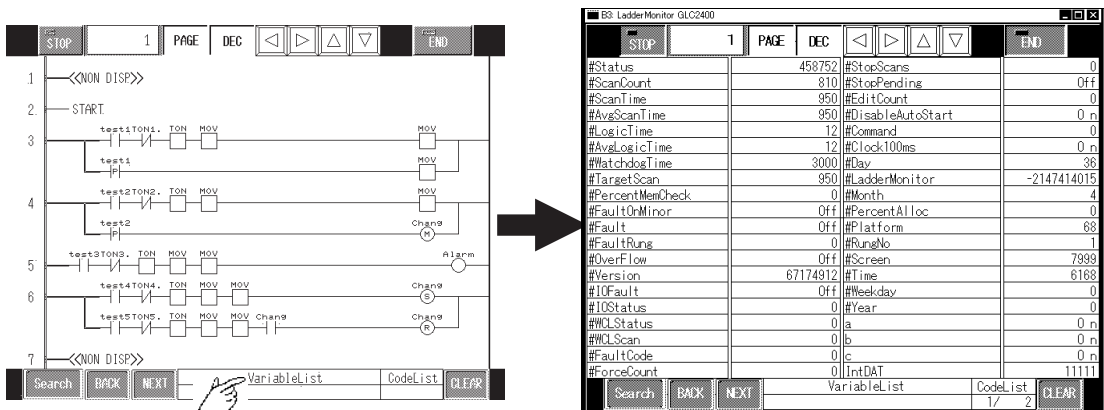 STOP 1 PAGE DEC END
1 <<NON DISP>>
2. START.
test1TON1. TON MOV MOV
3
test1 MOV
P
test2TON2. TON MOV MOV
4
test2 Chang
P M
test3TON3. TON MOV MOV Alarm
5
test4TON4. TON MOV MOV Chang
6 S
test5TON5. TON MOV MOV Chang Chang
R
7 <<NON DISP>>
Search BACK NEXT VariableList CodeList CLEAR
B3: LadderMonitor GLC2400
STOP 1 PAGE DEC END
#Status 458752 #StopScans 0
#ScanCount 810 #StopPending Off
#ScanTime 950 #EditCount 0
#AvgScanTime 950 #DisableAutoStart 0 n
#LogicTime 12 #Command 0
#AvgLogicTime 12 #Clock100ms 0 n
#WatchdogTime 3000 #Day 36
#TargetScan 950 #LadderMonitor -2147414015
#PercentMemCheck 0 #Month 4
#FaultOnMinor Off #PercentAlloc 0
#Fault Off #Platform 68
#FaultRung 0 #RungNo 1
#OverFlow Off #Screen 7999
#Version 67174912 #Time 6168
#IOFault Off #Weekday 0
#IOStatus 0 #Year 0
#WCLStatus 0 a 0 n
#WCLScan 0 b 0 n
#FaultCode 0 c 0 n
#ForceCount 0 IntDAT 11111
Search BACK NEXT VariableList CodeList CLEAR
1/ 2